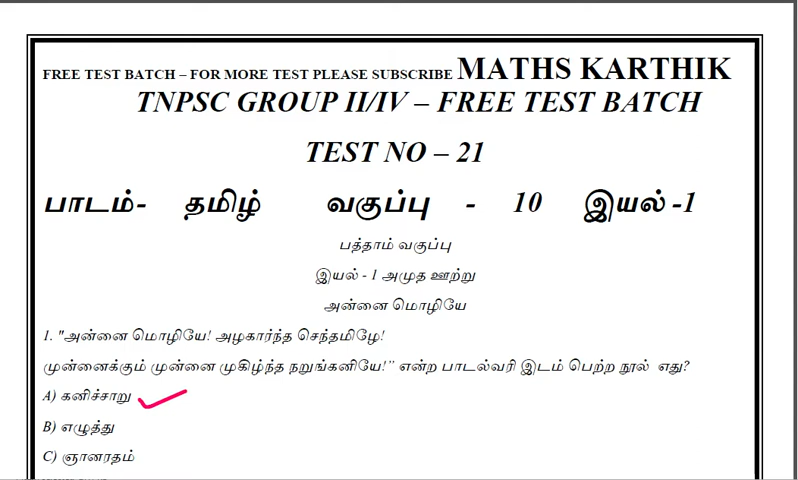 FREE TEST BATCH – FOR MORE TEST PLEASE SUBSCRIBE MATHS KARTHIK
TNPSC GROUP II/IV – FREE TEST BATCH
TEST NO – 21
பாடம்- தமிழ் வகுப்பு - 10 இயல் -1
பத்தாம் வகுப்பு
இயல் - 1 அமுத ஊற்று
அன்னை மொழியே
1. "அன்னை மொழியே! அழகார்ந்த செந்தமிழே!
முன்னைக்கும் முன்னை முகிழ்ந்த நறுங்கனியே!” என்ற பாடல்வரி இடம் பெற்ற நூல் எது?
A) கனிச்சாறு
B) எழுத்து
C) ஞானரதம்